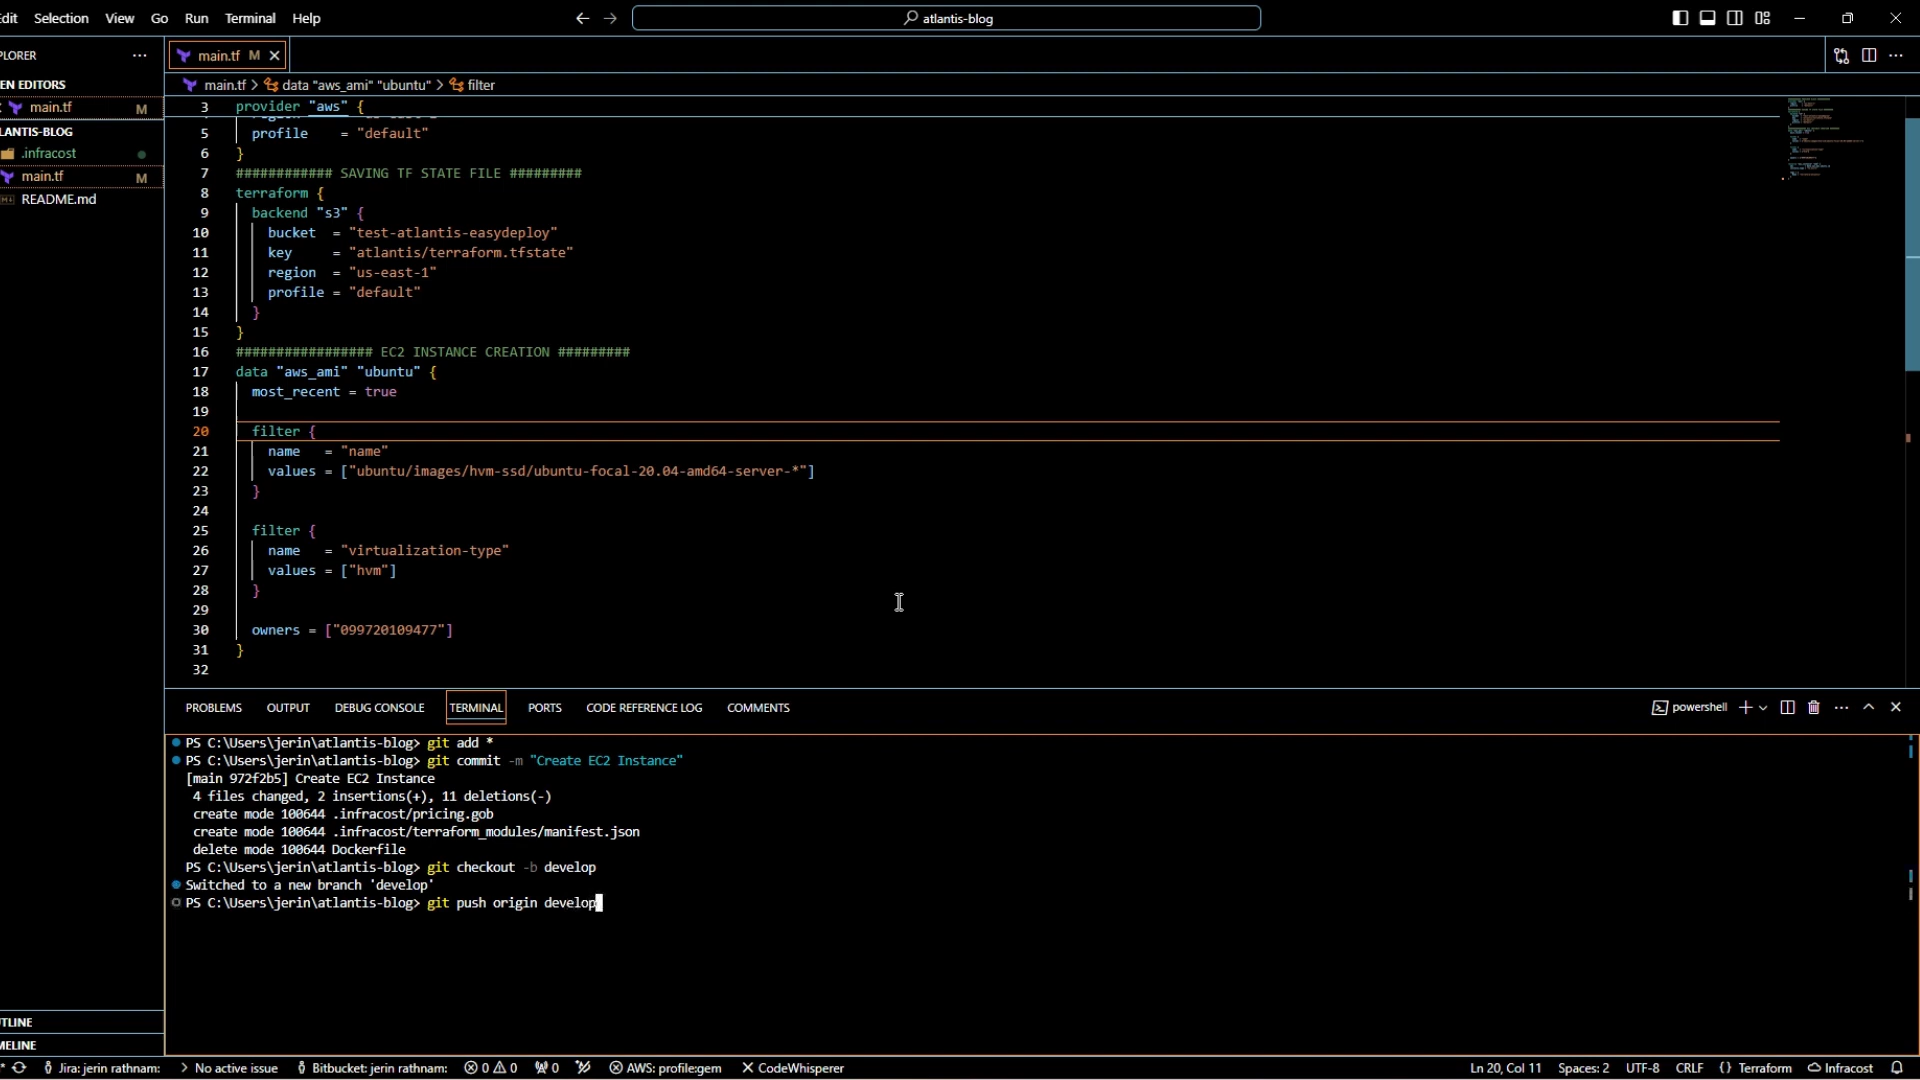 dit Selection View Go Run Terminal Help
atlantis-blog
PLORER
main.tf M
EN EDITORS
main.tf > data "aws_ami" "ubuntu" > filter
main.tf M
LANTIS-BLOG
.infracost
main.tf M
README.md
3 provider "aws" {
5 profile = "default"
6 }
7 ############ SAVING TF STATE FILE #########
8 terraform {
9 backend "s3" {
10 bucket = "test-atlantis-easydeploy"
11 key = "atlantis/terraform.tfstate"
12 region = "us-east-1"
13 profile = "default"
14 }
15 }
16 ################# EC2 INSTANCE CREATION #########
17 data "aws_ami" "ubuntu" {
18 most_recent = true
19
20 filter {
21 name = "name"
22 values = ["ubuntu/images/hvm-ssd/ubuntu-focal-20.04-amd64-server-*"]
23 }
24
25 filter {
26 name = "virtualization-type"
27 values = ["hvm"]
28 }
29
30 owners = ["099720109477"]
31 }
32
PROBLEMS OUTPUT DEBUG CONSOLE TERMINAL PORTS CODE REFERENCE LOG COMMENTS
powershell
PS C:\Users\jerin\atlantis-blog> git add *
PS C:\Users\jerin\atlantis-blog> git commit -m "Create EC2 Instance"
[main 972f2b5] Create EC2 Instance
4 files changed, 2 insertions(+), 11 deletions(-)
create mode 100644 .infracost/pricing.gob
create mode 100644 .infracost/terraform_modules/manifest.json
delete mode 100644 Dockerfile
PS C:\Users\jerin\atlantis-blog> git checkout -b develop
Switched to a new branch 'develop'
PS C:\Users\jerin\atlantis-blog> git push origin develop
TLINE
MELINE
Jira: jerin rathnam: > No active issue Bitbucket: jerin rathnam: 0 0 0 AWS: profile:gem CodeWhisperer
Ln 20, Col 11 Spaces: 2 UTF-8 CRLF {} Terraform Infracost